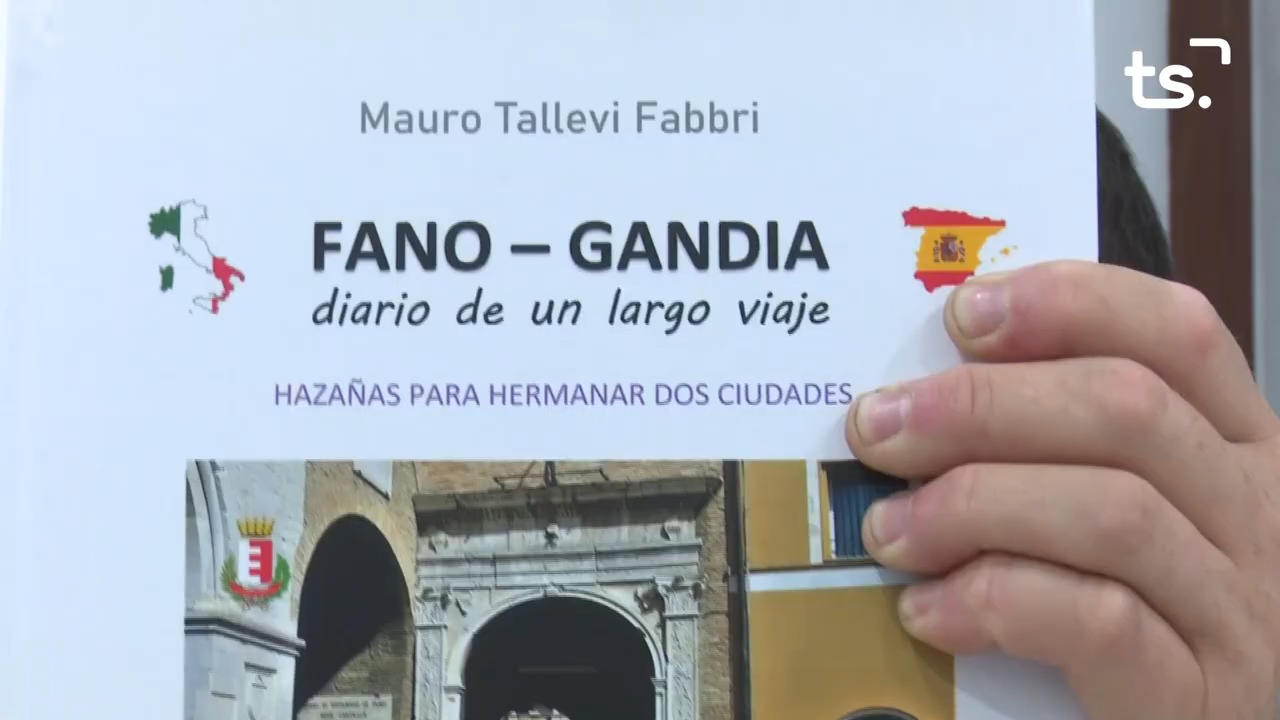 ts.
Mauro Tallevi Fabbri
FANO – GANDIA
diario de un largo viaje
HAZAÑAS PARA HERMANAR DOS CIUDADES